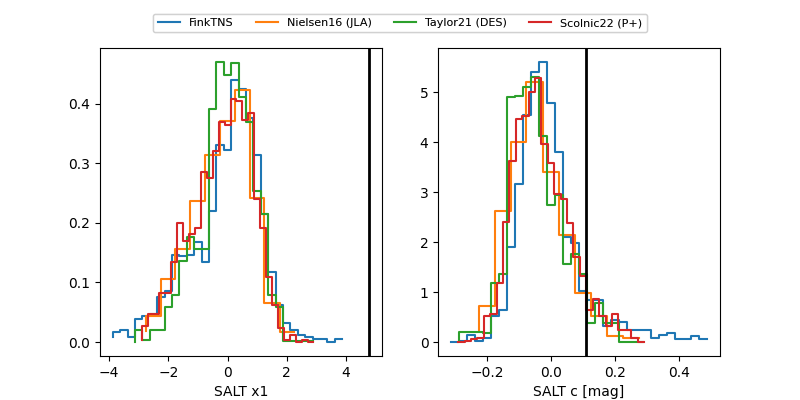 FinkTNS Nielsen16 (JLA) Taylor21 (DES) Scolnic22 (P+)
0.4
0.3
0.2
0.1
0.0
−4 −2 0 2 4
SALT x1
5
4
3
2
1
0
−0.2 0.0 0.2 0.4
SALT c [mag]